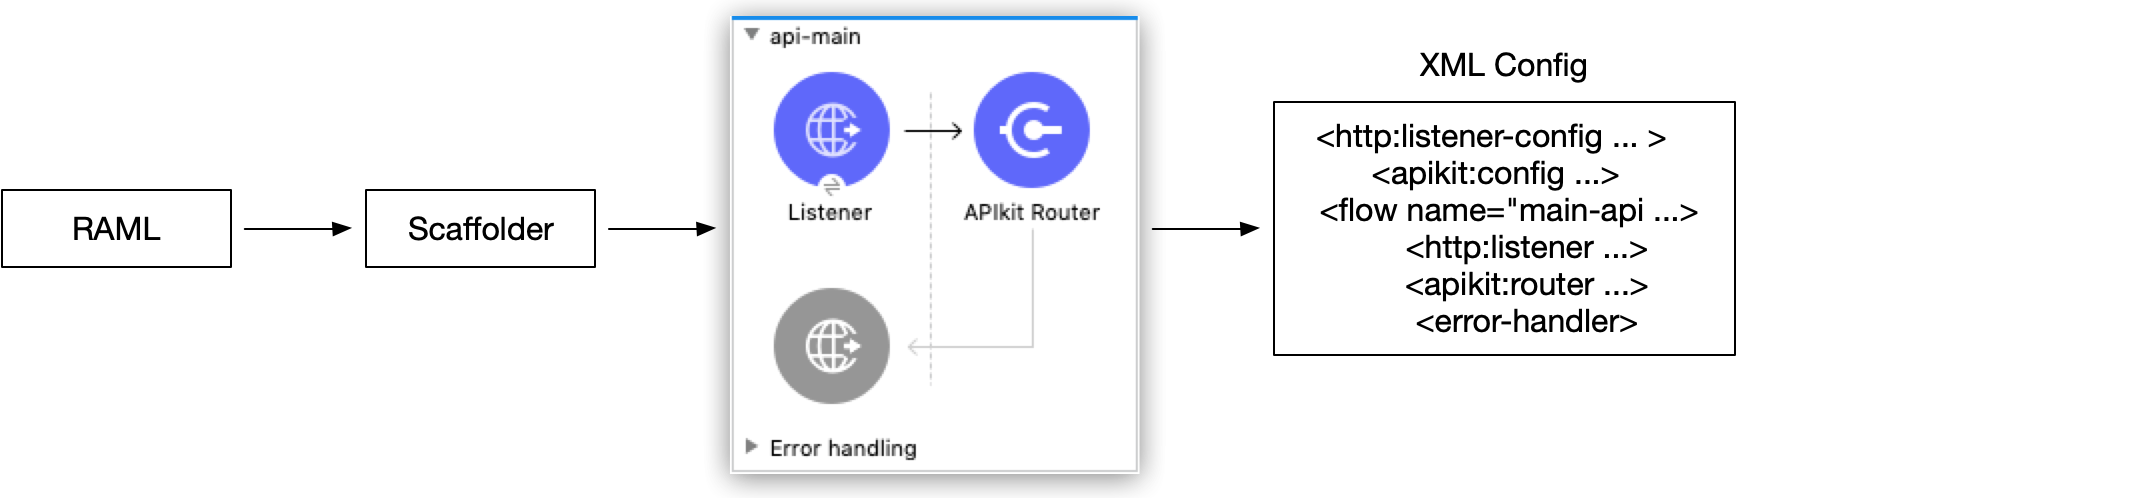 RAML
Scaffolder
api-main
Listener
APIkit Router
Error handling
XML Config
<http:listener-config ... >
<apikit:config ...>
<flow name="main-api ...>
<http:listener ...>
<apikit:router ...>
<error-handler>